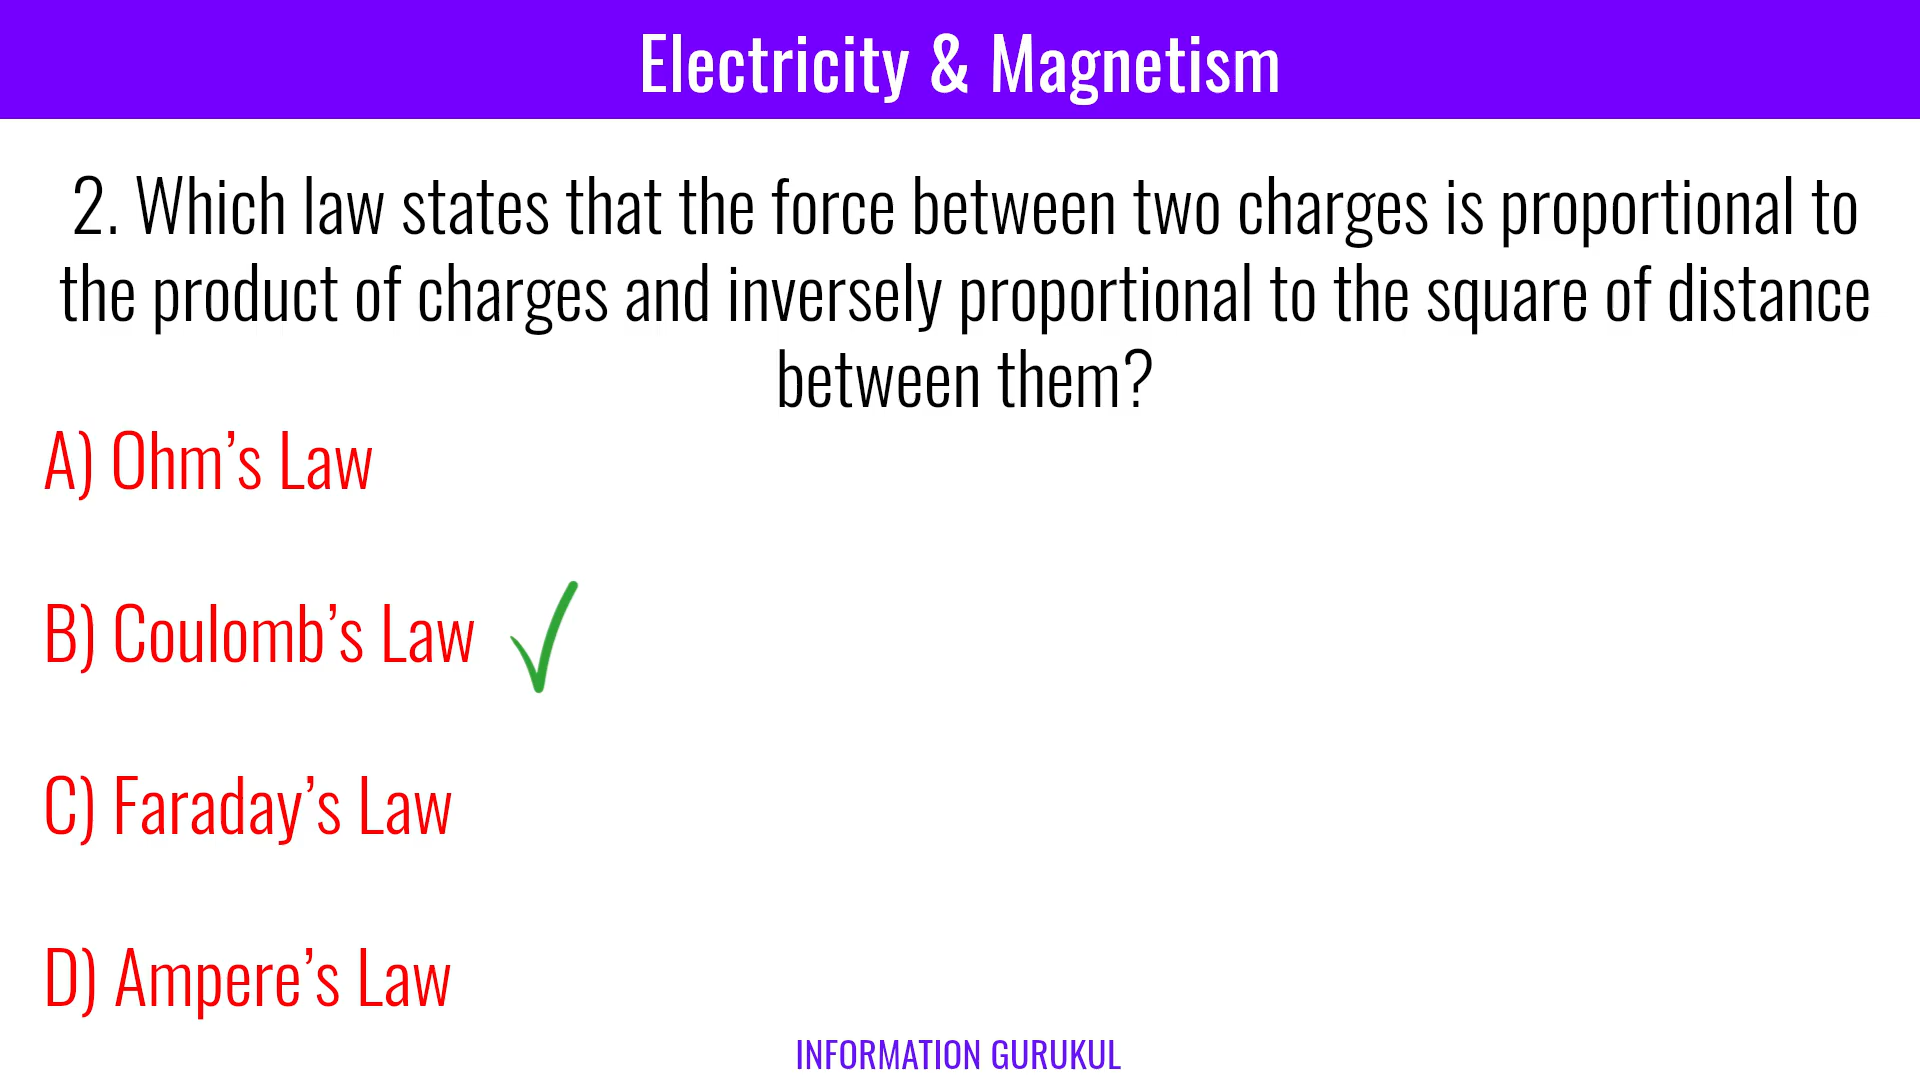 Electricity & Magnetism
2. Which law states that the force between two charges is proportional to
the product of charges and inversely proportional to the square of distance
between them?
A) Ohm’s Law
B) Coulomb’s Law
C) Faraday’s Law
D) Ampere’s Law
INFORMATION GURUKUL